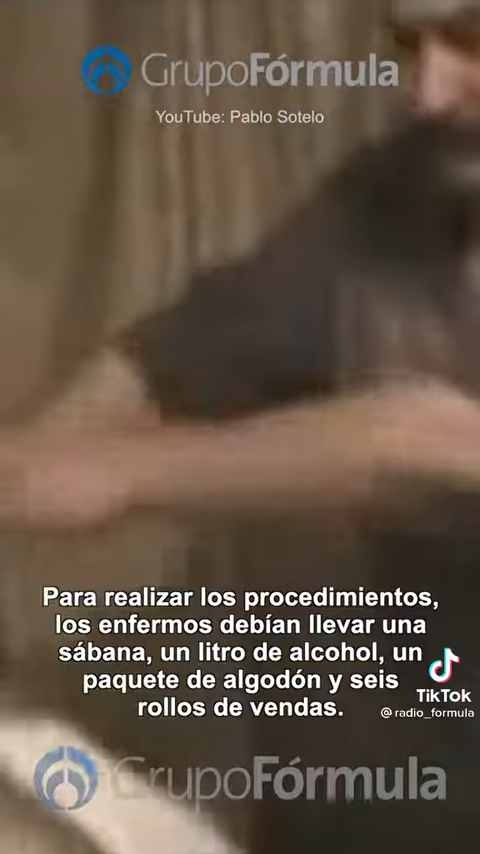 GrupoFórmula
YouTube: Pablo Sotelo
Para realizar los procedimientos,
los enfermos debían llevar una
sábana, un litro de alcohol, un
paquete de algodón y seis
rollos de vendas.
TikTok
@radio_formula
GrupoFórmula